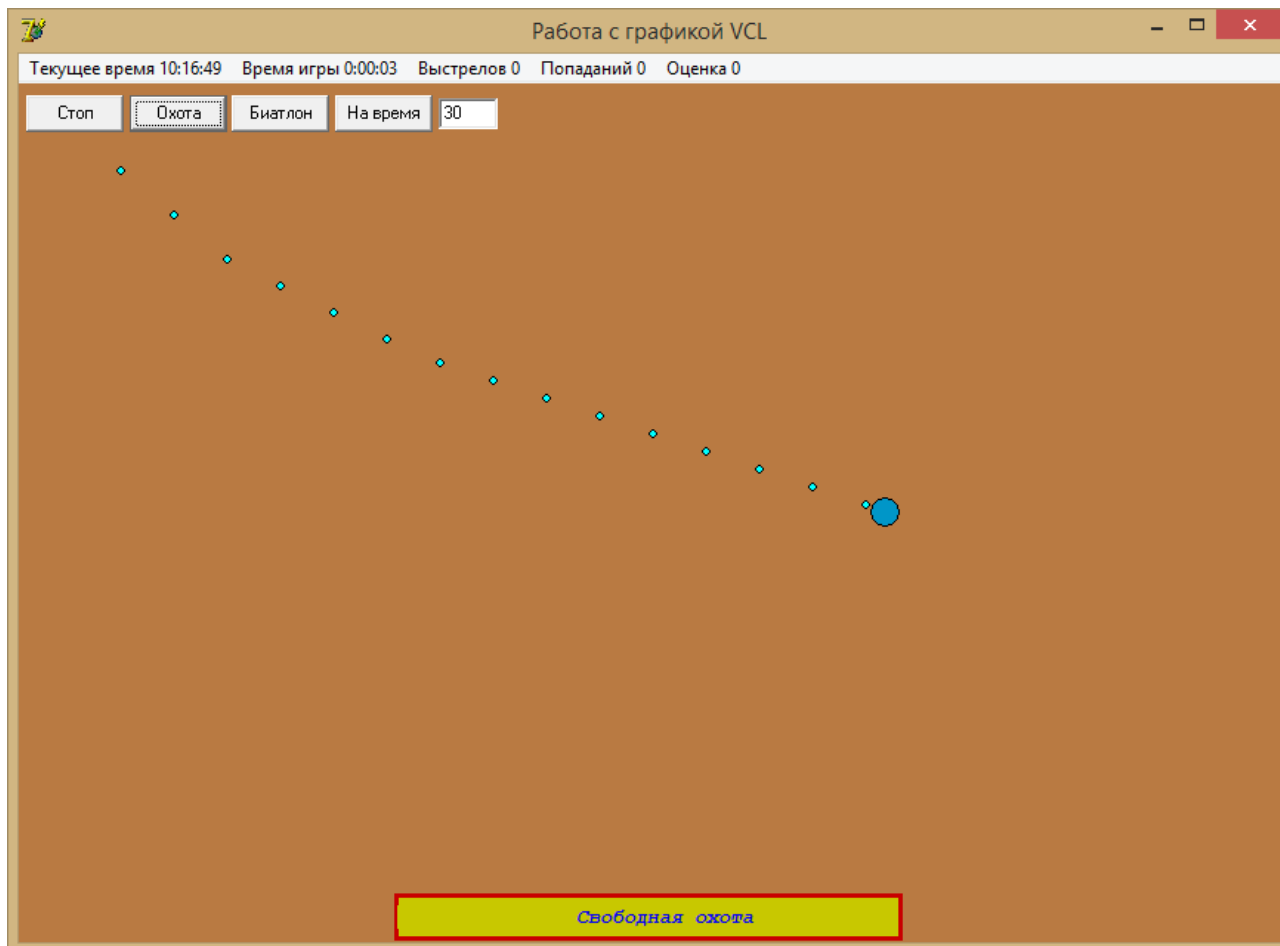 Работа с графикой VCL
Текущее время 10:16:49 Время игры 0:00:03 Выстрелов 0 Попаданий 0 Оценка 0
Стоп Охота Биатлон На время 30
Свободная охота